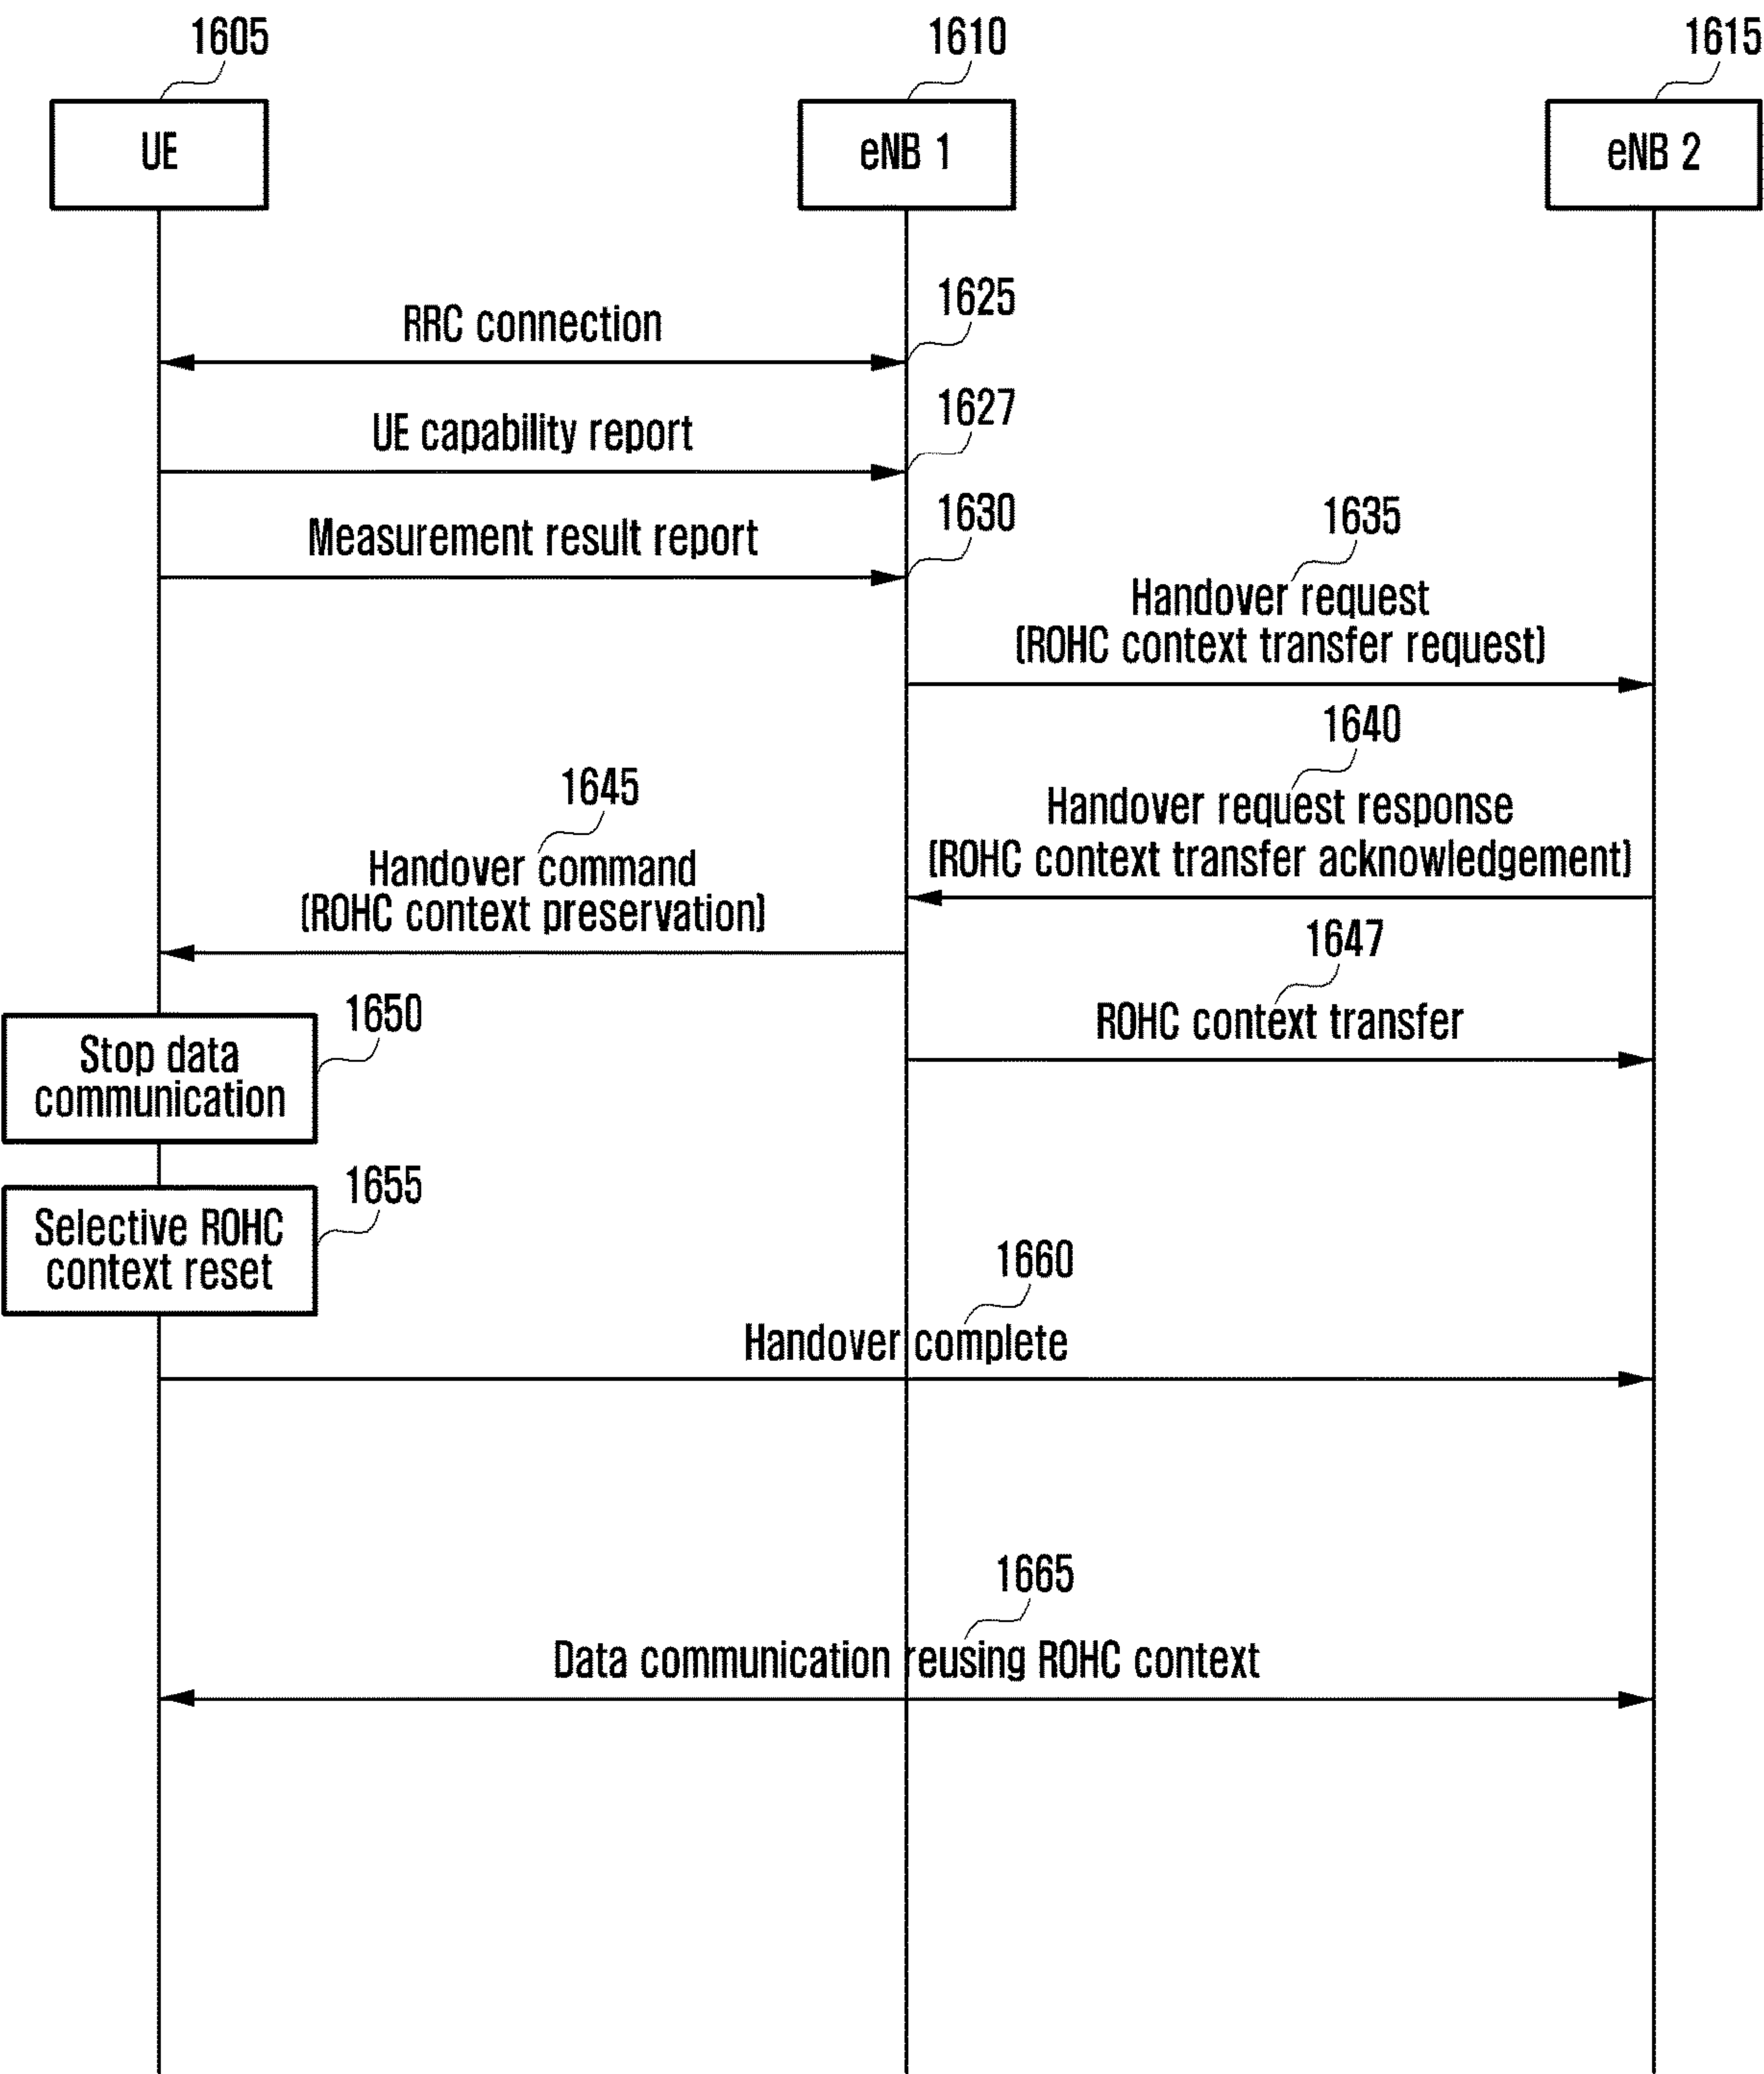 1605
1610
1615
UE
eNB 1
eNB 2
1625
RRC connection
1627
UE capability report
1630
Measurement result report
1635
Handover request
(ROHC context transfer request)
1640
Handover request response
(ROHC context transfer acknowledgement)
1645
Handover command
(ROHC context preservation)
1647
ROHC context transfer
1650
Stop data
communication
1655
Selective ROHC
context reset
1660
Handover complete
1665
Data communication reusing ROHC context